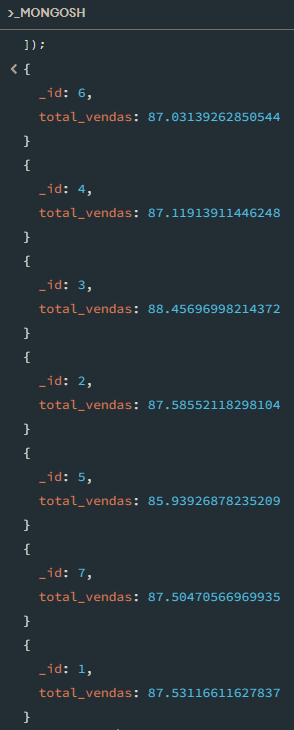 >_MONGOSH
]);
< {
_id: 6,
total_vendas: 87.03139262850544
}
{
_id: 4,
total_vendas: 87.11913911446248
}
{
_id: 3,
total_vendas: 88.45696998214372
}
{
_id: 2,
total_vendas: 87.58552118298104
}
{
_id: 5,
total_vendas: 85.93926878235209
}
{
_id: 7,
total_vendas: 87.50470566969935
}
{
_id: 1,
total_vendas: 87.53116611627837
}